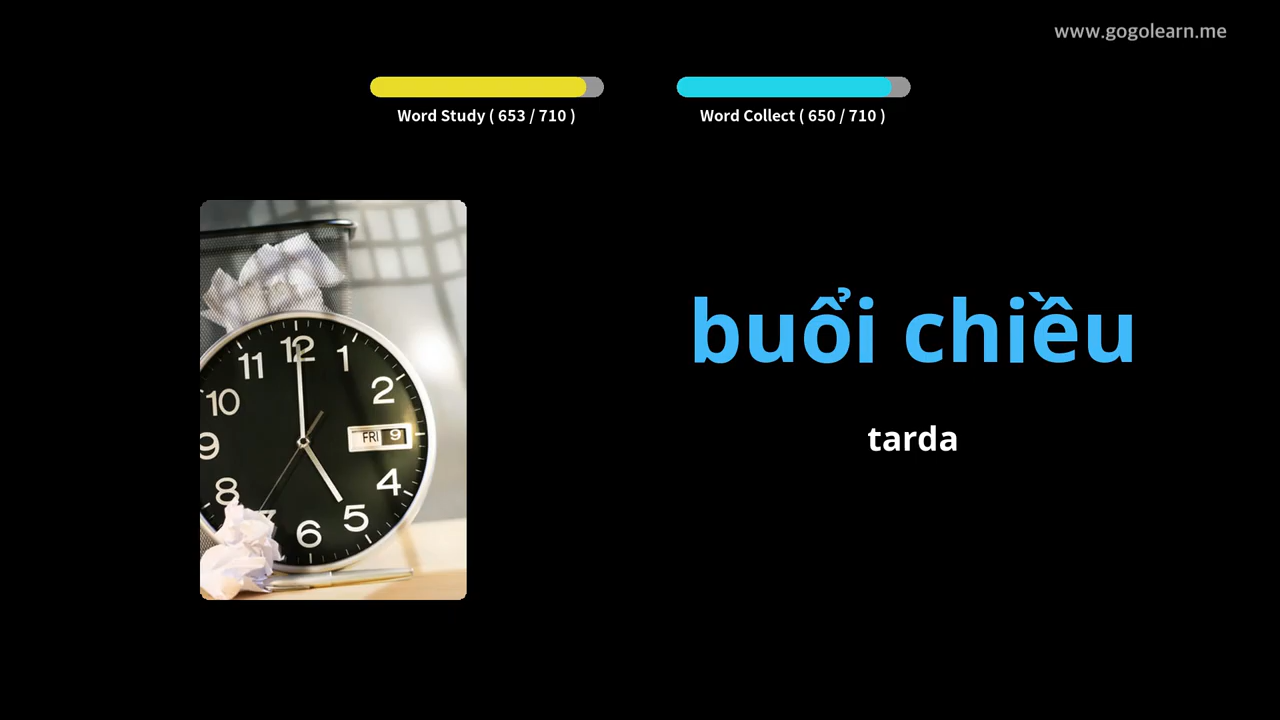 www.gogolearn.me
Word Study ( 653 / 710 )
Word Collect ( 650 / 710 )
12
11
1
10
2
9
FRI 9
8
4
7
5
6
buổi chiều
tarda